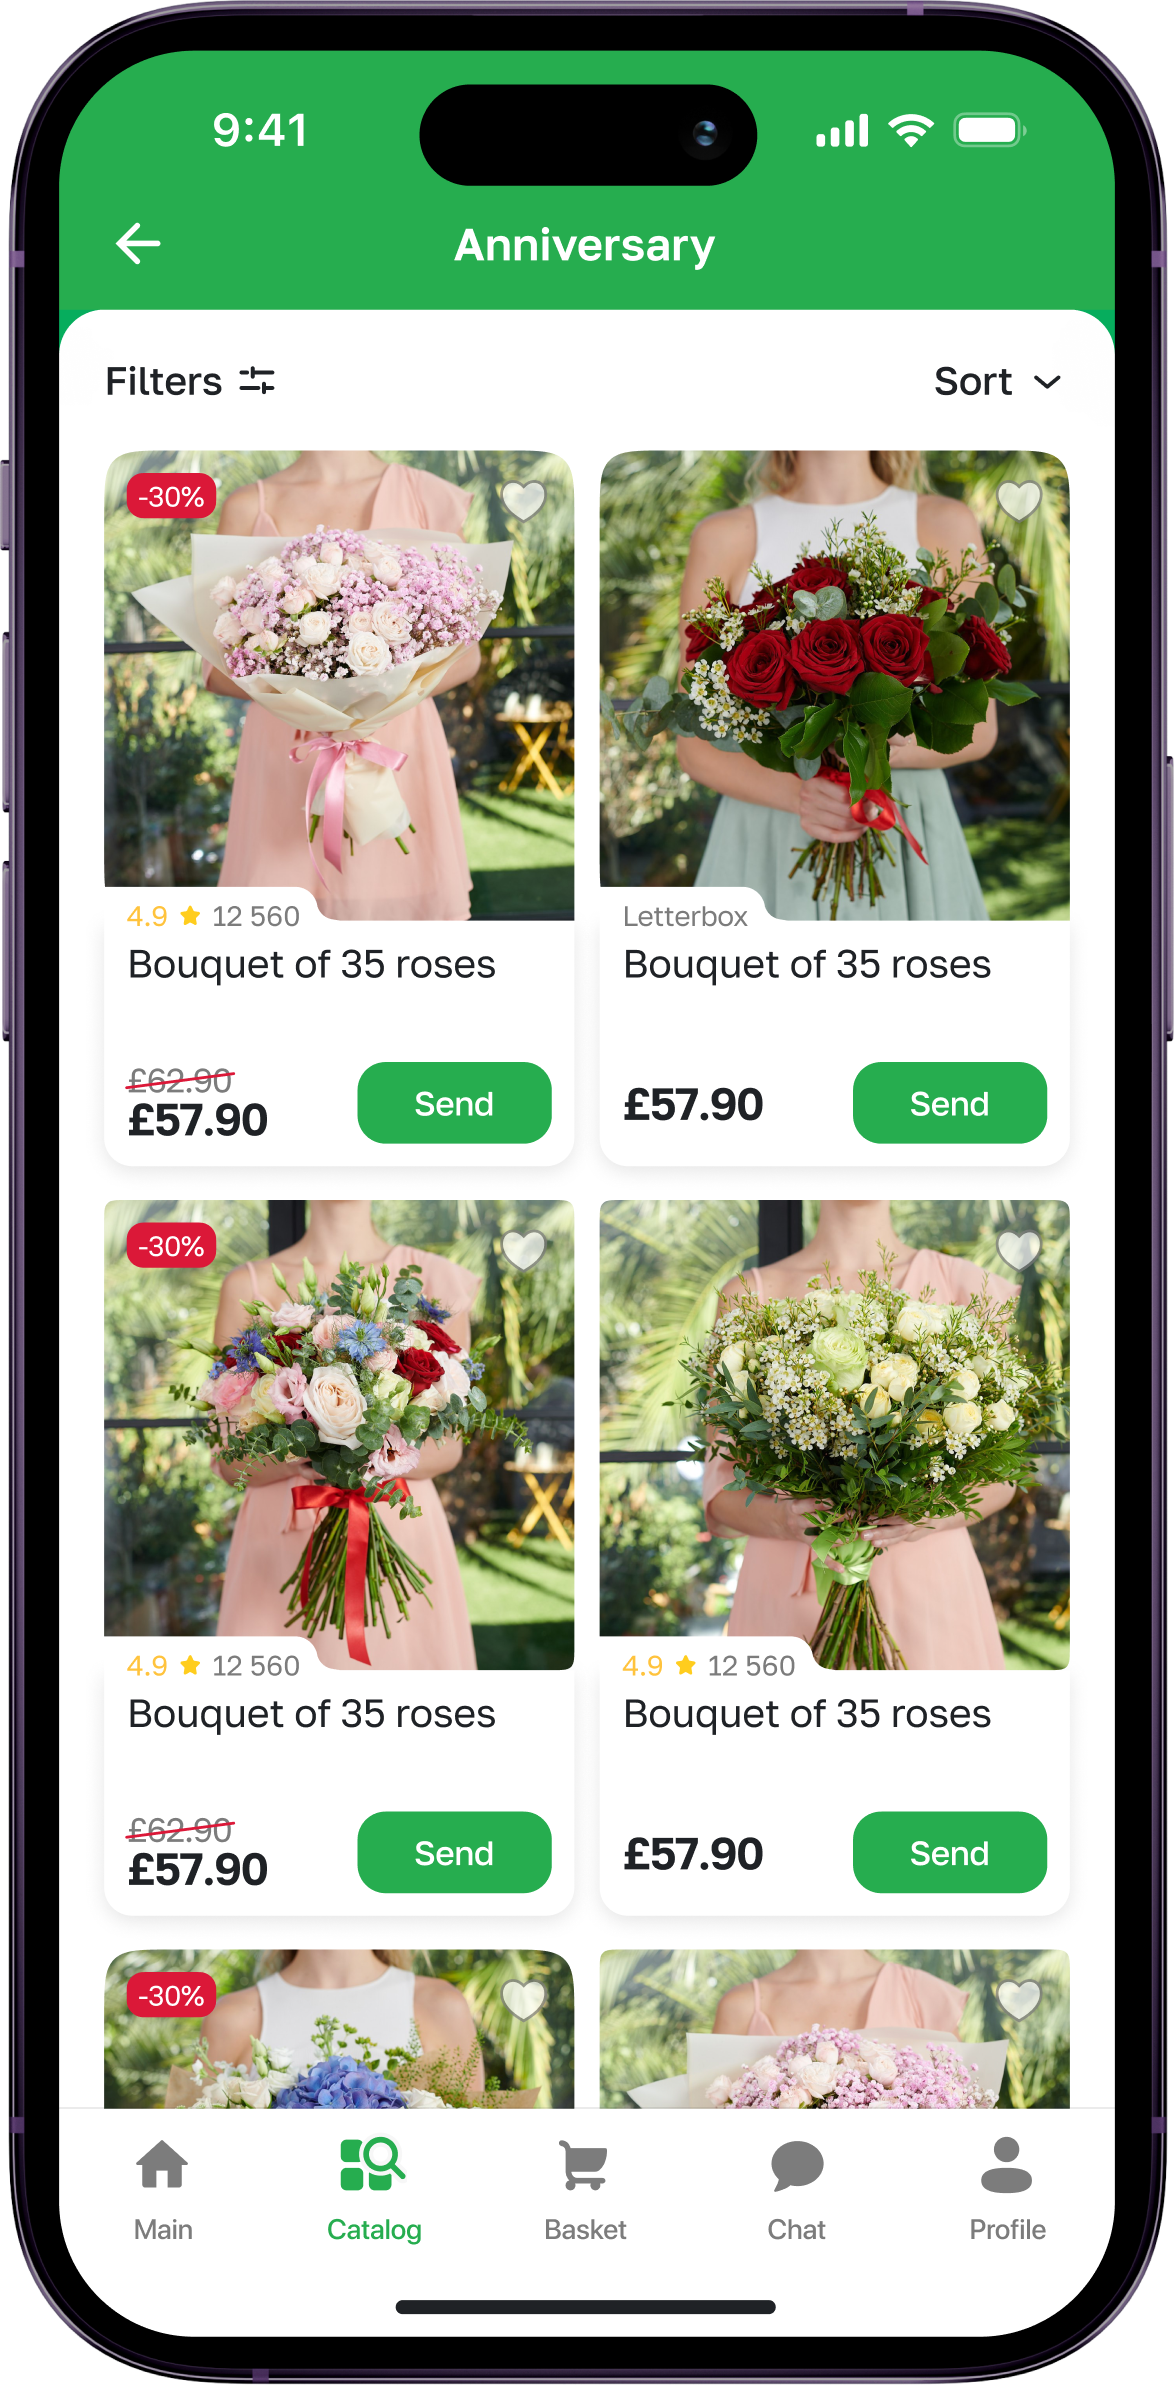 9:41
Anniversary
Filters
Sort
-30%
4.9 12 560
Bouquet of 35 roses
£62.90
£57.90
Send
Letterbox
Bouquet of 35 roses
£57.90
Send
-30%
4.9 12 560
Bouquet of 35 roses
£62.90
£57.90
Send
4.9 12 560
Bouquet of 35 roses
£57.90
Send
-30%
Main
Catalog
Basket
Chat
Profile